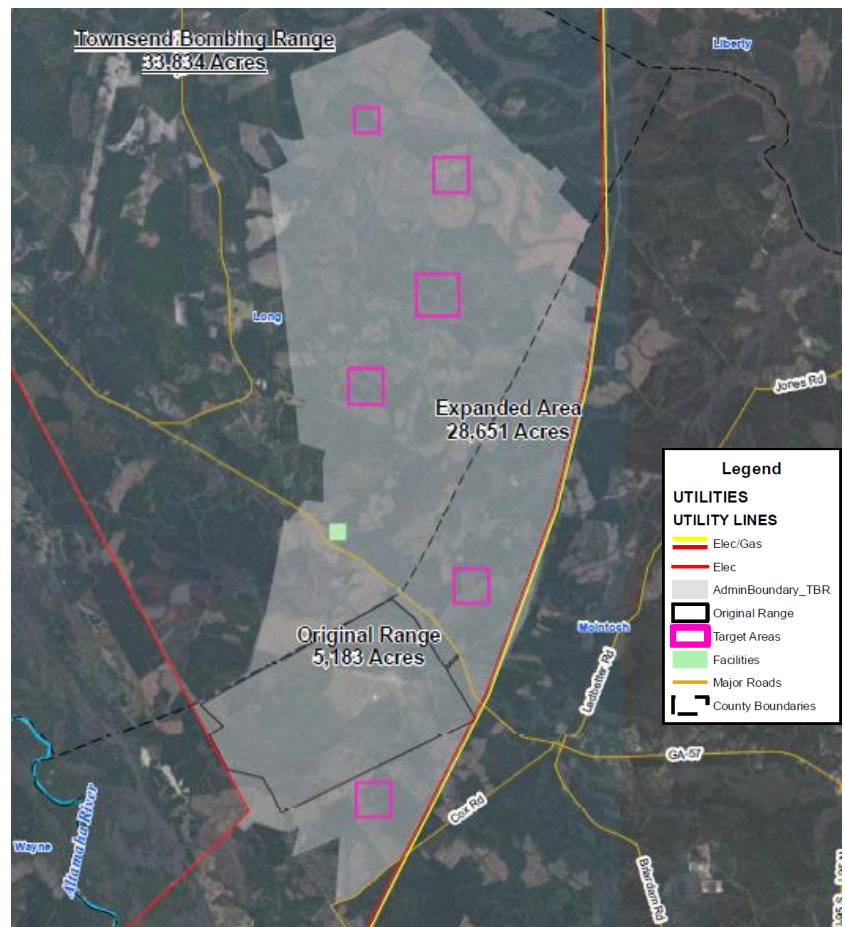 Townsend Bombing Range
33,834 Acres
Liberty
Long
Jones Rd
Expanded Area
28,651 Acres
Legend
UTILITIES
UTILITY LINES
Elec/Gas
Elec
AdminBoundary_TBR
Original Range
Target Areas
Facilities
Major Roads
County Boundaries
Original Range
5,183 Acres
McIntosh
Ledbetter Rd
GA-57
Cox Rd
Altamaha River
Wayne
Briardam Rd